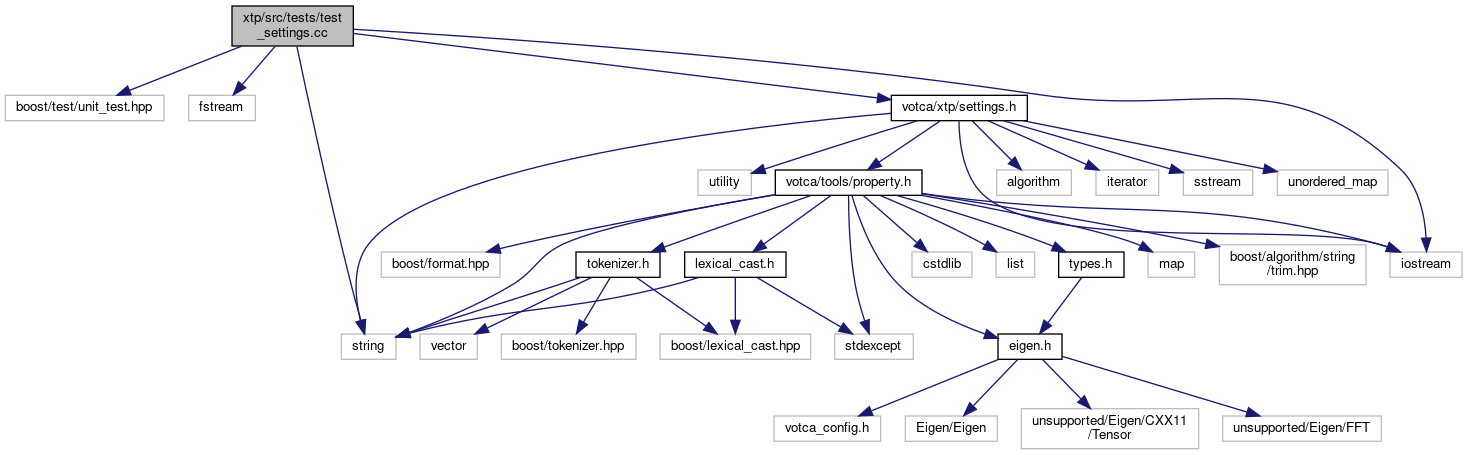 xtp/src/tests/test
_settings.cc
boost/test/unit_test.hpp
fstream
votca/xtp/settings.h
utility
votca/tools/property.h
algorithm
iterator
sstream
unordered_map
boost/format.hpp
tokenizer.h
lexical_cast.h
cstdlib
list
types.h
map
boost/algorithm/string
/trim.hpp
iostream
string
vector
boost/tokenizer.hpp
boost/lexical_cast.hpp
stdexcept
eigen.h
votca_config.h
Eigen/Eigen
unsupported/Eigen/CXX11
/Tensor
unsupported/Eigen/FFT